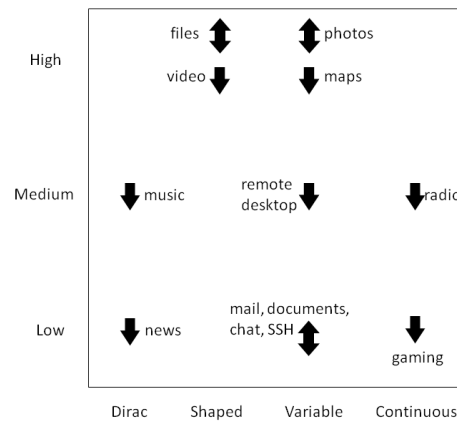 files
photos
High
video
maps
Medium
music
remote
desktop
radio
mail, documents,
chat, SSH
Low
news
gaming
Dirac
Shaped
Variable
Continuous